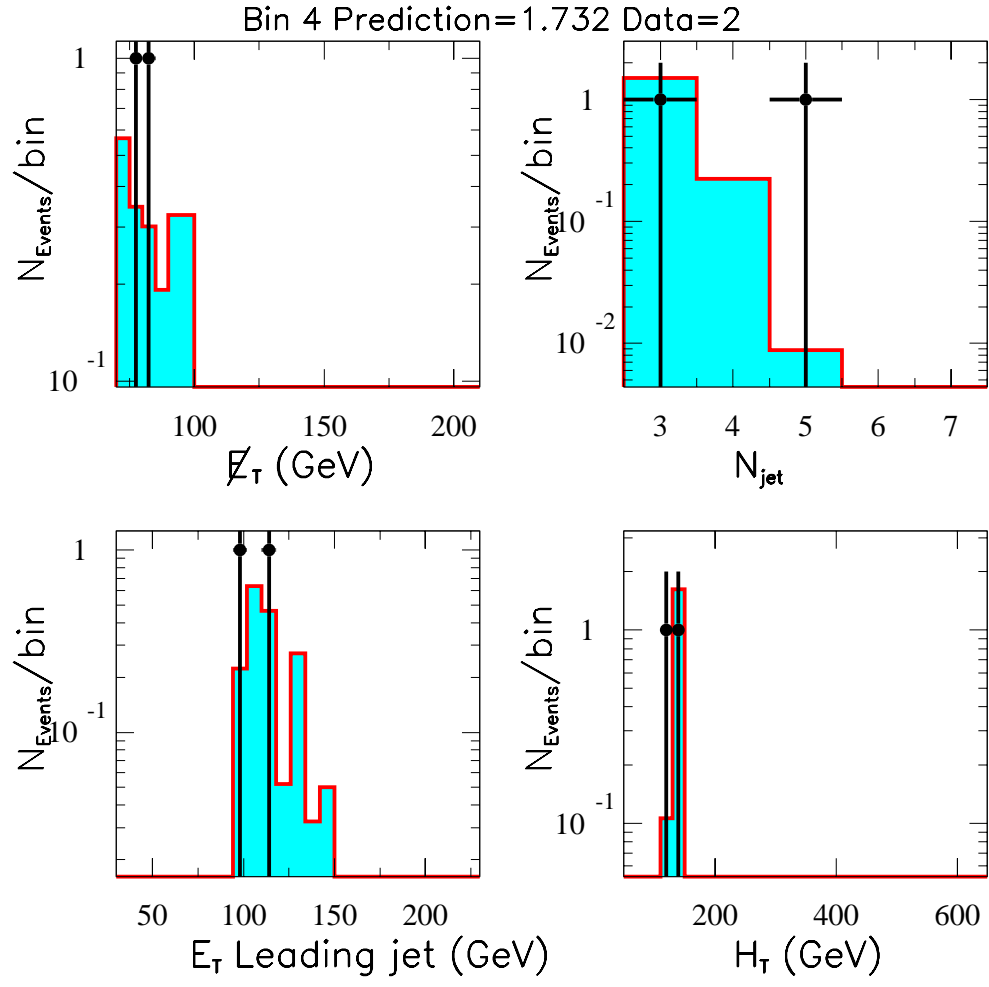 Bin 4 Prediction=1.732 Data=2
N_Events/bin
1
10^-1
100 150 200
E̸_T (GeV)
N_Events/bin
1
10^-1
10^-2
3 4 5 6 7
N_jet
N_Events/bin
1
10^-1
50 100 150 200
E_T Leading jet (GeV)
N_Events/bin
1
10^-1
200 400 600
H_T (GeV)